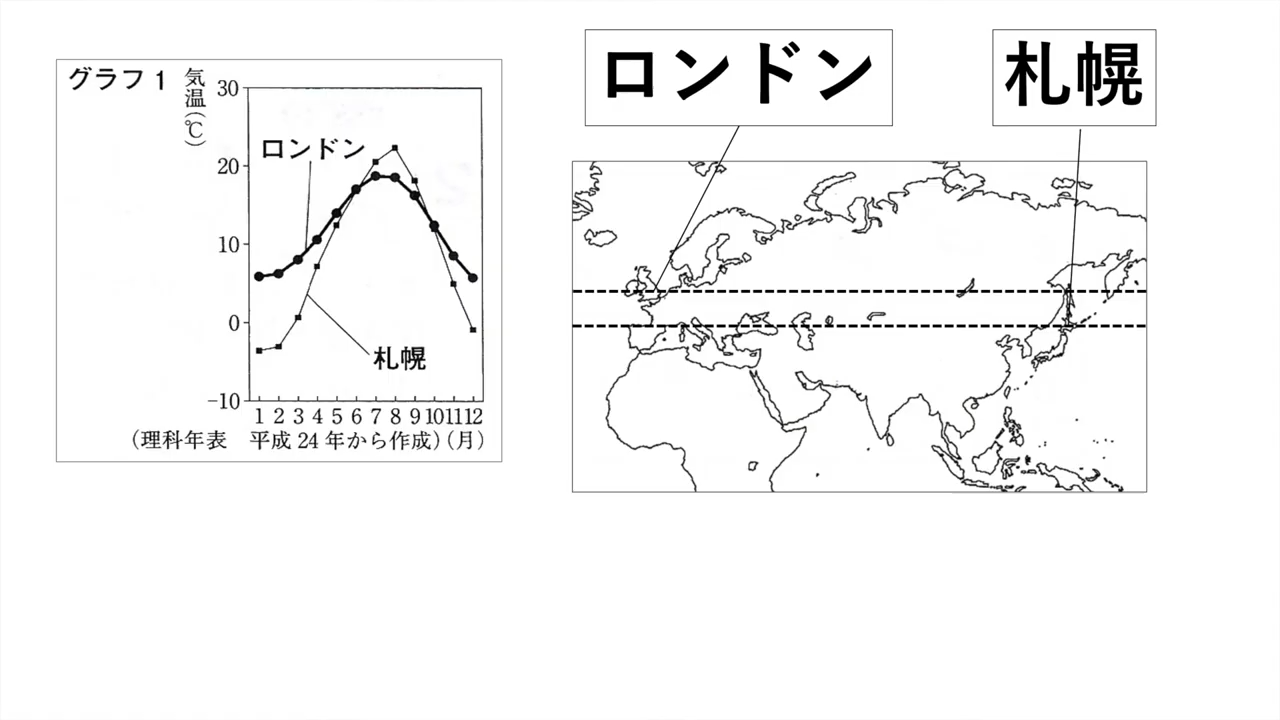 グラフ 1
気温(℃)
30
20
10
0
-10
ロンドン
札幌
1 2 3 4 5 6 7 8 9 10 11 12
(理科年表 平成 24 年から作成) (月)
ロンドン
札幌